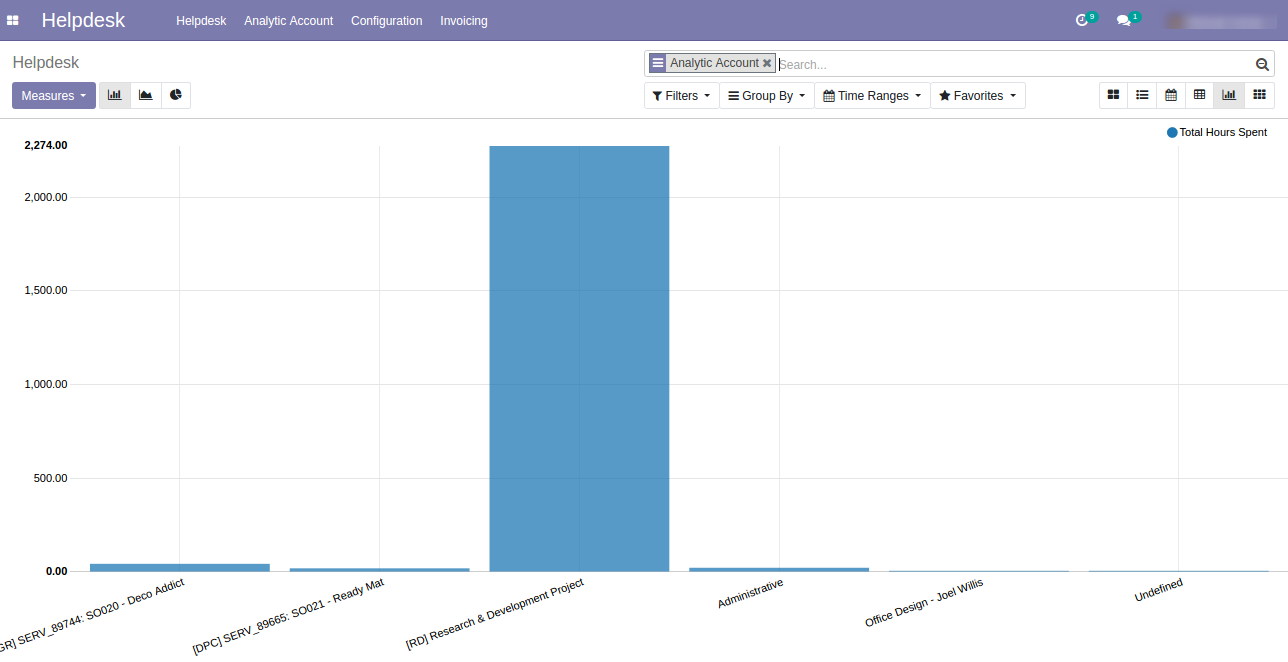 Helpdesk Helpdesk Analytic Account Configuration Invoicing 9 1
Helpdesk
Analytic Account Search...
Measures Filters Group By Time Ranges Favorites
Total Hours Spent
2,274.00
2,000.00
1,500.00
1,000.00
500.00
0.00
GR] SERV_89744: SO020 - Deco Addict
[DPC] SERV_89665: SO021 - Ready Mat
[RD] Research & Development Project
Administrative
Office Design - Joel Willis
Undefined